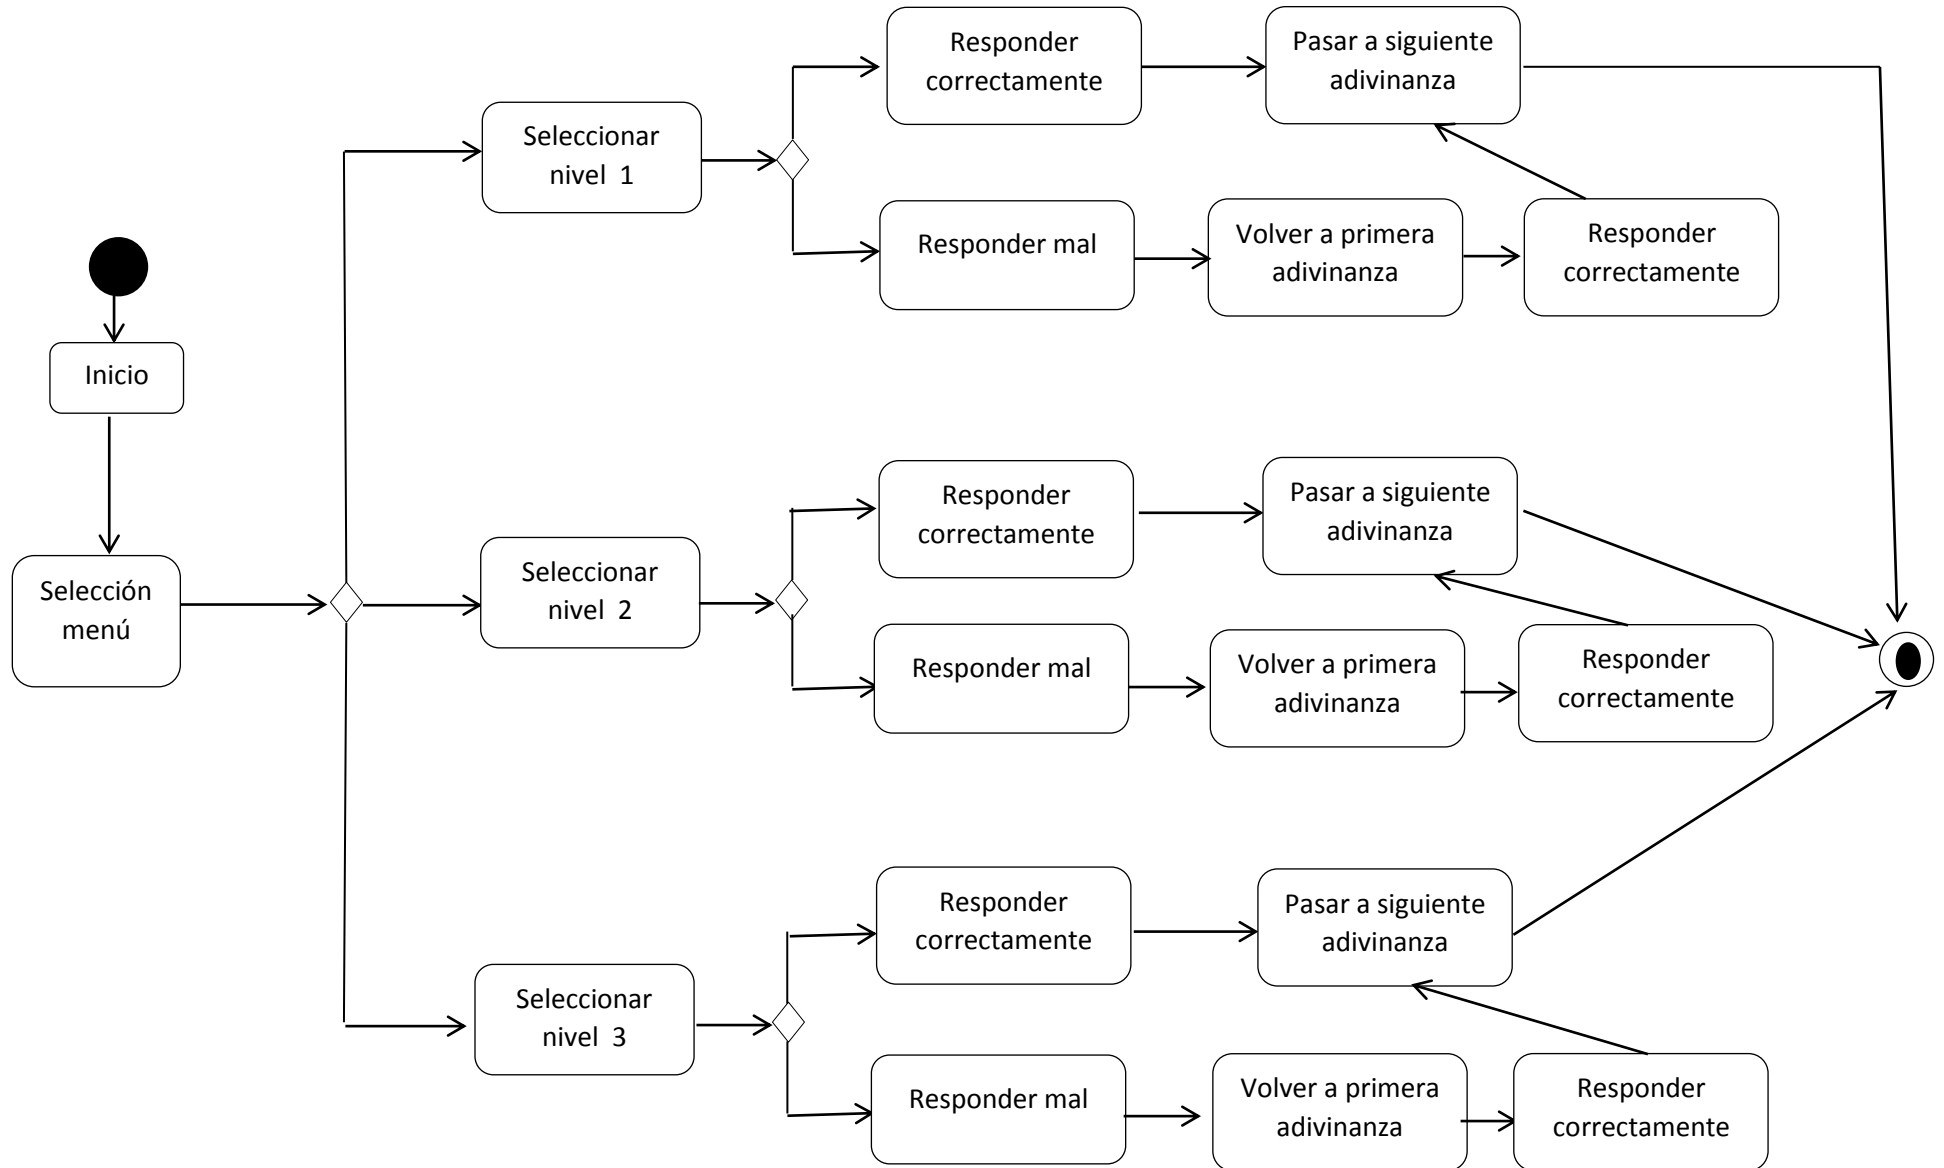 Responder
correctamente
Pasar a siguiente
adivinanza
Seleccionar
nivel  1
Responder mal
Volver a primera
adivinanza
Responder
correctamente
Inicio
Selección
menú
Responder
correctamente
Pasar a siguiente
adivinanza
Seleccionar
nivel  2
Responder mal
Volver a primera
adivinanza
Responder
correctamente
Responder
correctamente
Pasar a siguiente
adivinanza
Seleccionar
nivel  3
Responder mal
Volver a primera
adivinanza
Responder
correctamente